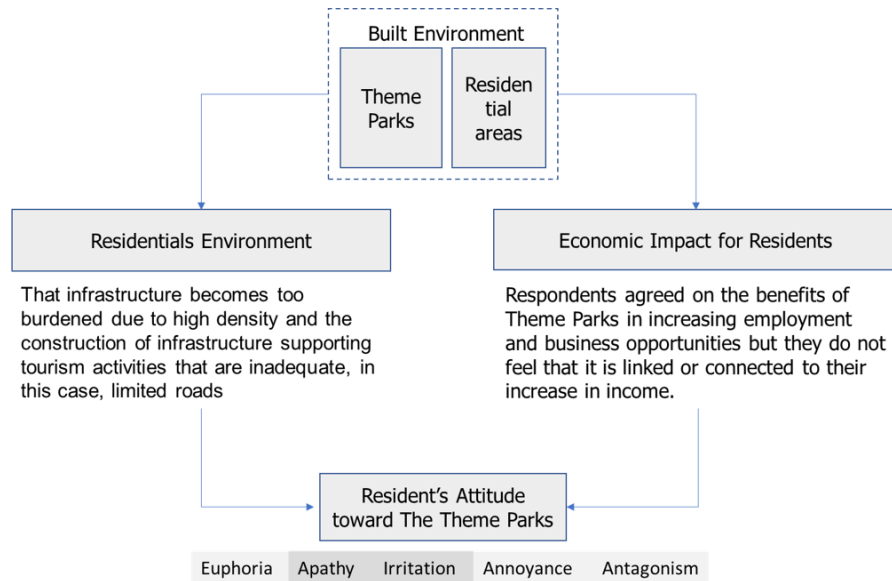 Built Environment
Theme
Parks
Residen
tial
areas
Residentials Environment
Economic Impact for Residents
That infrastructure becomes too
burdened due to high density and the
construction of infrastructure supporting
tourism activities that are inadequate, in
this case, limited roads
Respondents agreed on the benefits of
Theme Parks in increasing employment
and business opportunities but they do not
feel that it is linked or connected to their
increase in income.
Resident's Attitude
toward The Theme Parks
Euphoria Apathy Irritation Annoyance Antagonism